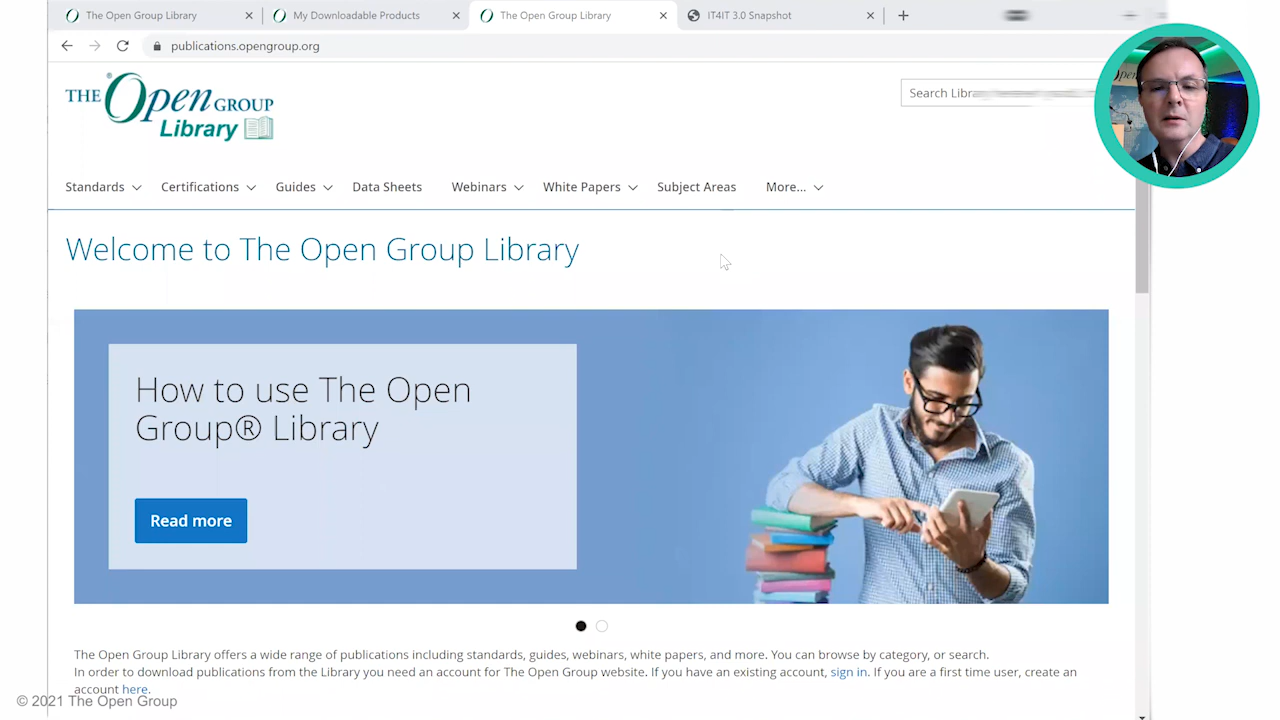 The Open Group Library
My Downloadable Products
The Open Group Library
IT4IT 3.0 Snapshot
publications.opengroup.org
THE Open GROUP
Library
Search
Standards
Certifications
Guides
Data Sheets
Webinars
White Papers
Subject Areas
More...
Welcome to The Open Group Library
How to use The Open
Group® Library
Read more
The Open Group Library offers a wide range of publications including standards, guides, webinars, white papers, and more. You can browse by category, or search.
In order to download publications from the Library you need an account for The Open Group website. If you have an existing account, sign in. If you are a first time user, create an
account here.
© 2021 The Open Group